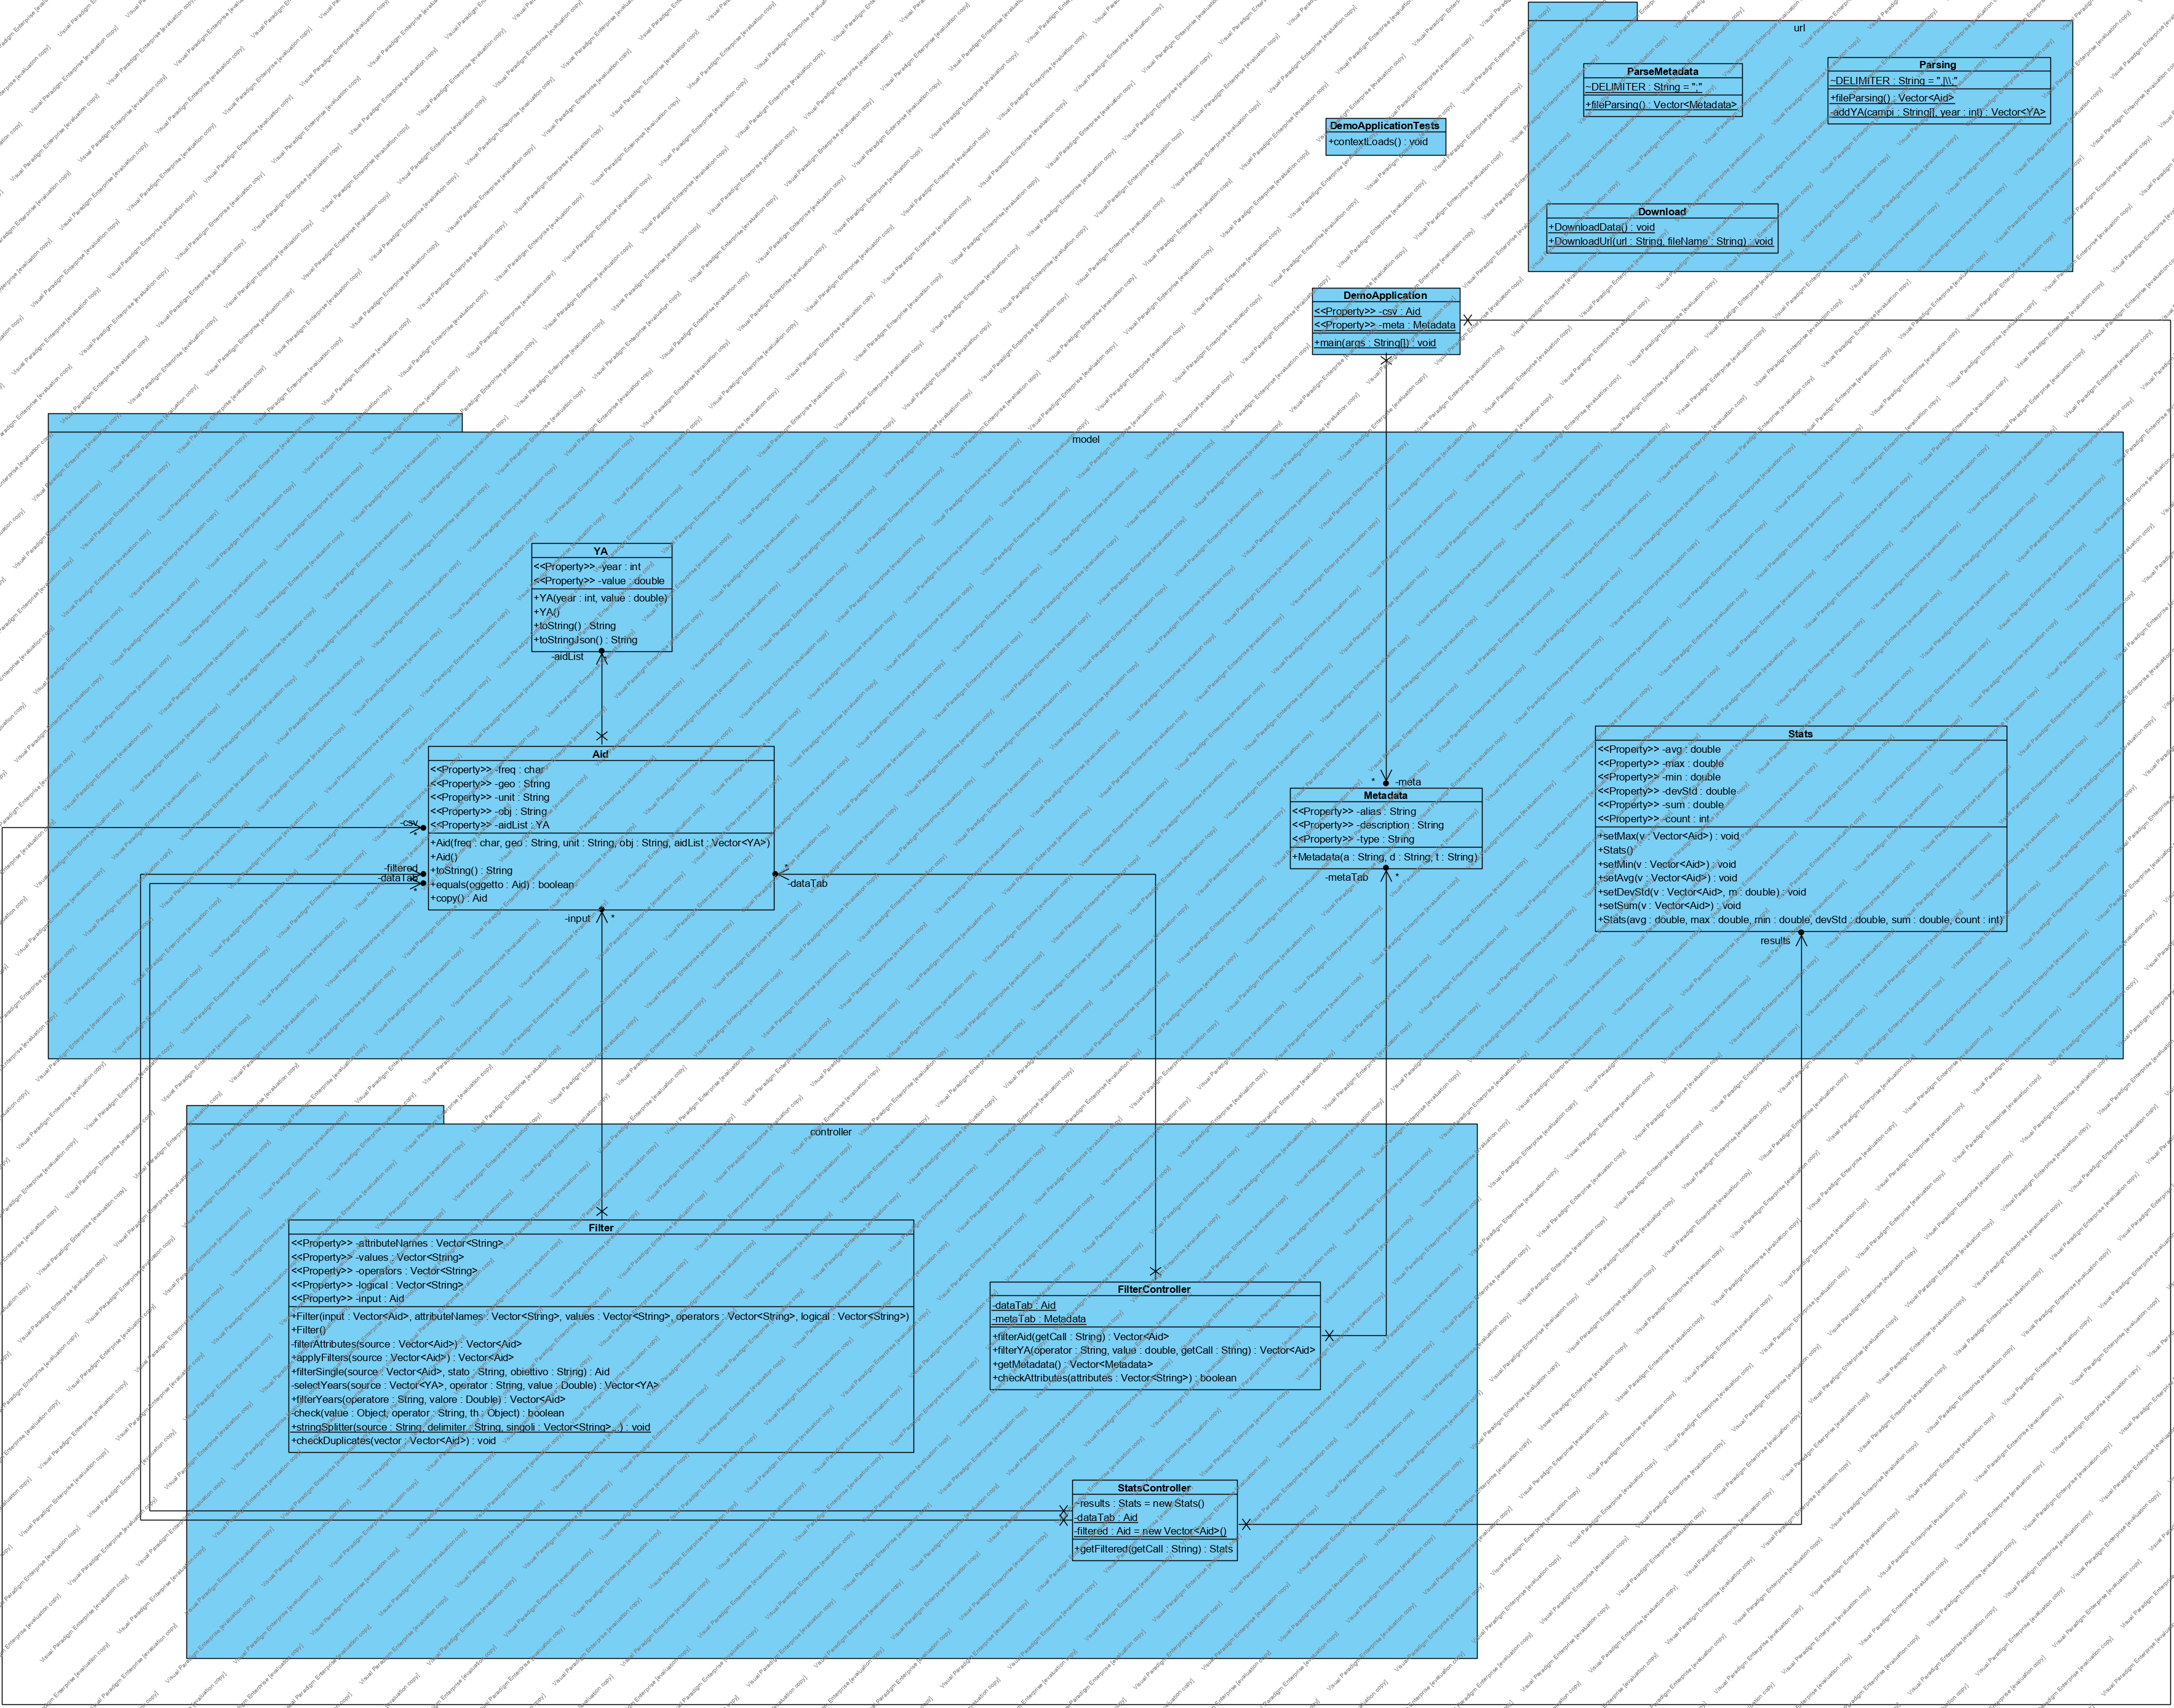 url
ParseMetadata
~DELIMITER : String = ";"
+fileParsing() : Vector<Metadata>
Parsing
~DELIMITER : String = ",|\\;"
+fileParsing() : Vector<Aid>
-addYA(campi : String[], year : int) : Vector<YA>
DemoApplicationTests
+contextLoads() : void
Download
+DownloadData() : void
+DownloadUrl(url : String, fileName : String) : void
DemoApplication
<<Property>> -csv : Aid
<<Property>> -meta : Metadata
+main(args : String[]) : void
model
YA
<<Property>> -year : int
<<Property>> -value : double
+YA(year : int, value : double)
+YA()
+toString() : String
+toStringJson() : String
-aidList
*
Aid
<<Property>> -freq : char
<<Property>> -geo : String
<<Property>> -unit : String
<<Property>> -obj : String
<<Property>> -aidList : YA
+Aid(freq : char, geo : String, unit : String, obj : String, aidList : Vector<YA>)
+Aid()
+toString() : String
+equals(oggetto : Aid) : boolean
+copy() : Aid
-csv
*
-filtered
-dataTab
*
-input
*
*
-dataTab
*
-meta
Metadata
<<Property>> -alias : String
<<Property>> -description : String
<<Property>> -type : String
+Metadata(a : String, d : String, t : String)
-metaTab
*
Stats
<<Property>> -avg : double
<<Property>> -max : double
<<Property>> -min : double
<<Property>> -devStd : double
<<Property>> -sum : double
<<Property>> -count : int
+setMax(v : Vector<Aid>) : void
+Stats()
+setMin(v : Vector<Aid>) : void
+setAvg(v : Vector<Aid>) : void
+setDevStd(v : Vector<Aid>, m : double) : void
+setSum(v : Vector<Aid>) : void
+Stats(avg : double, max : double, min : double, devStd : double, sum : double, count : int)
results
controller
Filter
<<Property>> -attributeNames : Vector<String>
<<Property>> -values : Vector<String>
<<Property>> -operators : Vector<String>
<<Property>> -logical : Vector<String>
<<Property>> -input : Aid
+Filter(input : Vector<Aid>, attributeNames : Vector<String>, values : Vector<String>, operators : Vector<String>, logical : Vector<String>)
+Filter()
-filterAttributes(source : Vector<Aid>) : Vector<Aid>
+applyFilters(source : Vector<Aid>) : Vector<Aid>
+filterSingle(source : Vector<Aid>, stato : String, obiettivo : String) : Aid
-selectYears(source : Vector<YA>, operator : String, value : Double) : Vector<YA>
+filterYears(operatore : String, valore : Double) : Vector<Aid>
-check(value : Object, operator : String, th : Object) : boolean
+stringSplitter(source : String, delimiter : String, singoli : Vector<String>...) : void
+checkDuplicates(vector : Vector<Aid>) : void
FilterController
-dataTab : Aid
-metaTab : Metadata
+filterAid(getCall : String) : Vector<Aid>
+filterYA(operator : String, value : double, getCall : String) : Vector<Aid>
+getMetadata() : Vector<Metadata>
+checkAttributes(attributes : Vector<String>) : boolean
StatsController
~results : Stats = new Stats()
-dataTab : Aid
-filtered : Aid = new Vector<Aid>()
+getFiltered(getCall : String) : Stats
Visual Paradigm Enterprise [evaluation copy]